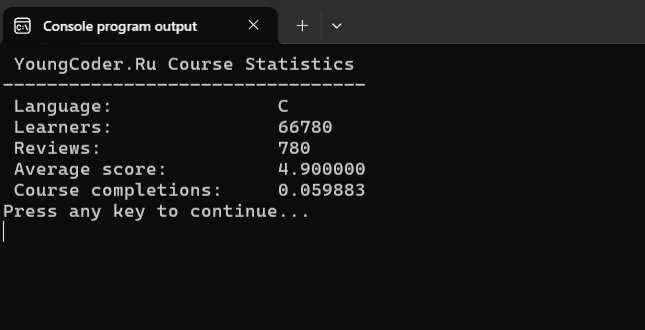 Console program output
YoungCoder.Ru Course Statistics
---------------------------------
Language: C
Learners: 66780
Reviews: 780
Average score: 4.900000
Course completions: 0.059883
Press any key to continue...